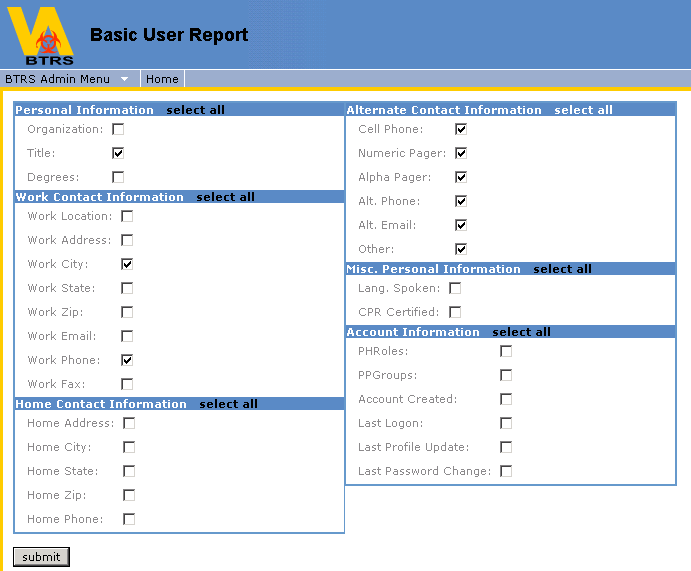 VA
BTRS
Basic User Report
BTRS Admin Menu Home
Personal Information select all
Organization:
Title:
Degrees:
Work Contact Information select all
Work Location:
Work Address:
Work City:
Work State:
Work Zip:
Work Email:
Work Phone:
Work Fax:
Home Contact Information select all
Home Address:
Home City:
Home State:
Home Zip:
Home Phone:
Alternate Contact Information select all
Cell Phone:
Numeric Pager:
Alpha Pager:
Alt. Phone:
Alt. Email:
Other:
Misc. Personal Information select all
Lang. Spoken:
CPR Certified:
Account Information select all
PHRoles:
PPGroups:
Account Created:
Last Logon:
Last Profile Update:
Last Password Change:
submit